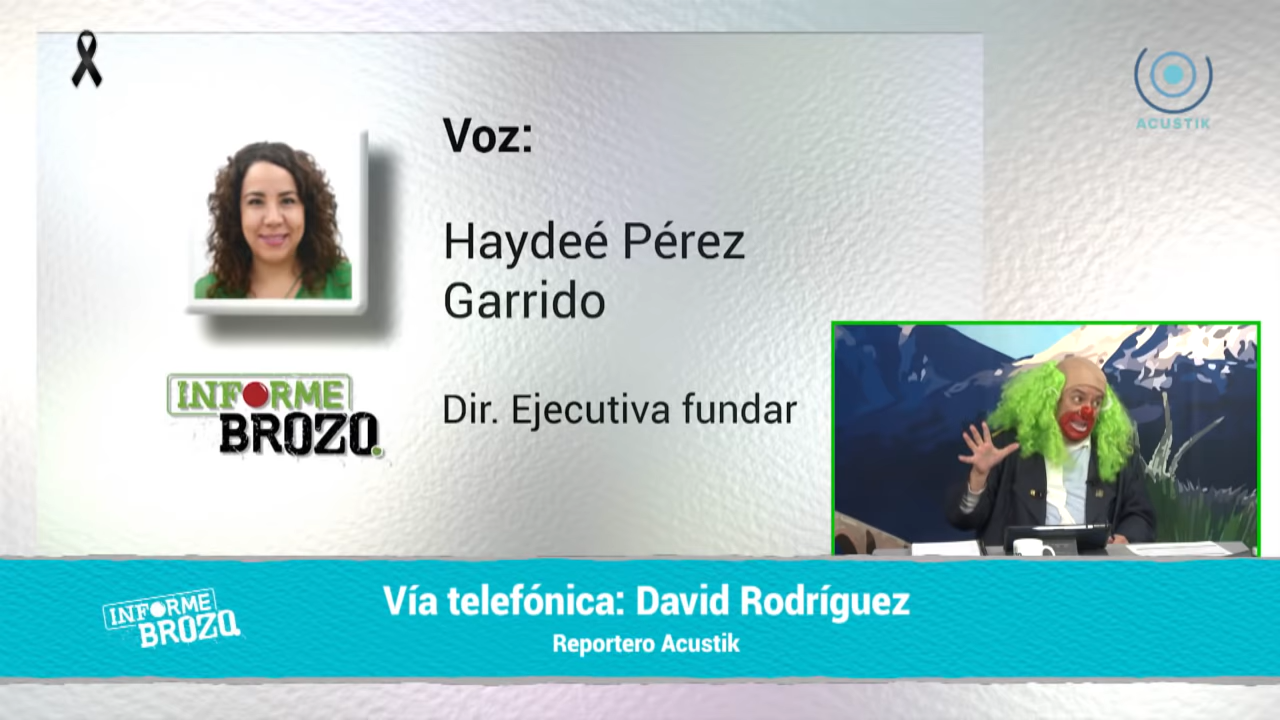 ACUSTIK
Voz:
Haydeé Pérez
Garrido
INFORME
BROZO
Dir. Ejecutiva fundar
INFORME
BROZO
Vía telefónica: David Rodríguez
Reportero Acustik